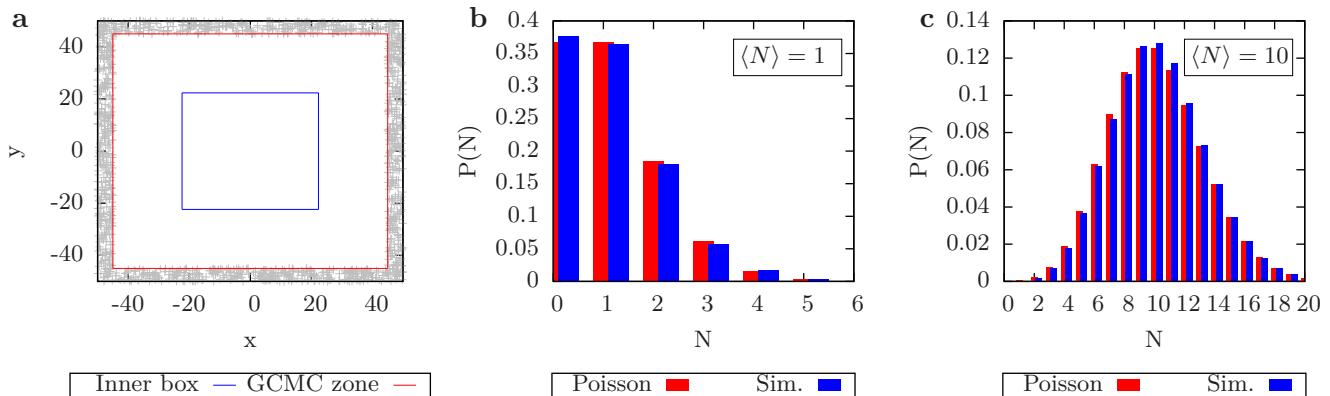 a
y
40
20
0
-20
-40
-40 -20 0 20 40
x
Inner box GCMC zone
b
P(N)
0.4
0.35
0.3
0.25
0.2
0.15
0.1
0.05
0
⟨N⟩ = 1
0 1 2 3 4 5 6
N
Poisson Sim.
c
P(N)
0.14
0.12
0.1
0.08
0.06
0.04
0.02
0
⟨N⟩ = 10
0 2 4 6 8 10 12 14 16 18 20
N
Poisson Sim.